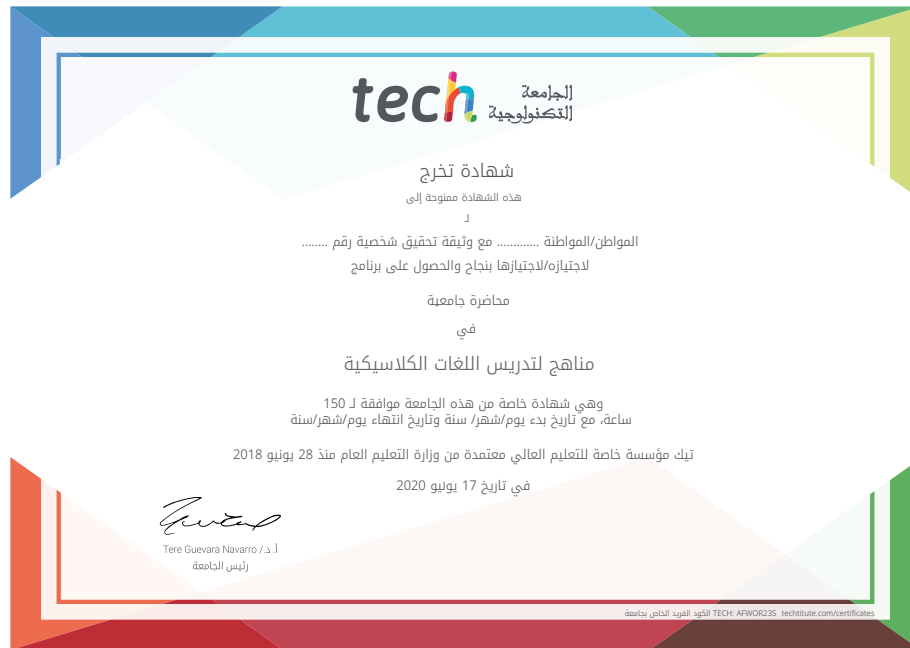 tech الجامعة
التكنولوجية
شهادة تخرج
هذه الشهادة ممنوحة إلى
لـ
المواطن/المواطنة ............. مع وثيقة تحقيق شخصية رقم ........
لاجتيازه/لاجتيازها بنجاح والحصول على برنامج
محاضرة جامعية
في
مناهج لتدريس اللغات الكلاسيكية
وهي شهادة خاصة من هذه الجامعة موافقة لـ 150
ساعة، مع تاريخ بدء يوم/شهر/ سنة وتاريخ انتهاء يوم/شهر/سنة
تيك مؤسسة خاصة للتعليم العالي معتمدة من وزارة التعليم العام منذ 28 يونيو 2018
في تاريخ 17 يونيو 2020
أ. د./ Tere Guevara Navarro
رئيس الجامعة
الكود الفريد الخاص بجامعة TECH: AFWOR23S techtitute.com/certificates